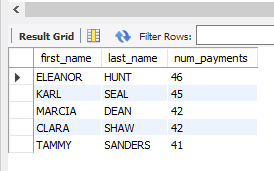 Result Grid Filter Rows:
first_name last_name num_payments
ELEANOR HUNT 46
KARL SEAL 45
MARCIA DEAN 42
CLARA SHAW 42
TAMMY SANDERS 41